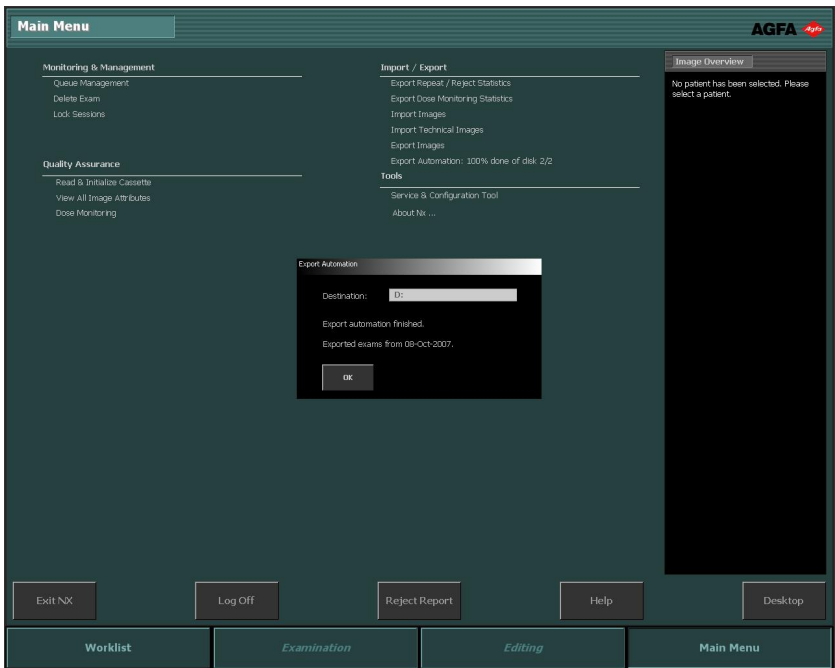 Main Menu
AGFA
Agfa
Monitoring & Management
Queue Management
Delete Exam
Lock Sessions
Quality Assurance
Read & Initialize Cassette
View All Image Attributes
Dose Monitoring
Import / Export
Export Repeat / Reject Statistics
Export Dose Monitoring Statistics
Import Images
Import Technical Images
Export Images
Export Automation: 100% done of disk 2/2
Tools
Service & Configuration Tool
About Nx ...
Image Overview
No patient has been selected. Please
select a patient.
Export Automation
Destination: D:
Export automation finished.
Exported exams from 08-Oct-2007.
OK
Exit NX
Log Off
Reject Report
Help
Desktop
Worklist
Examination
Editing
Main Menu